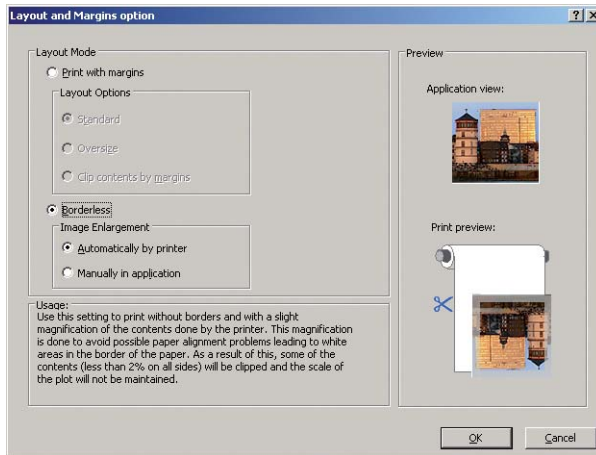 Layout and Margins option
Layout Mode
Print with margins
Layout Options
Standard
Oversize
Clip contents by margins
Borderless
Image Enlargement
Automatically by printer
Manually in application
Usage:
Use this setting to print without borders and with a slight
magnification of the contents done by the printer. This magnification
is done to avoid possible paper alignment problems leading to white
areas in the border of the paper. As a result of this, some of the
contents (less than 2% on all sides) will be clipped and the scale of
the plot will not be maintained.
Preview
Application view:
Print preview:
OK
Cancel